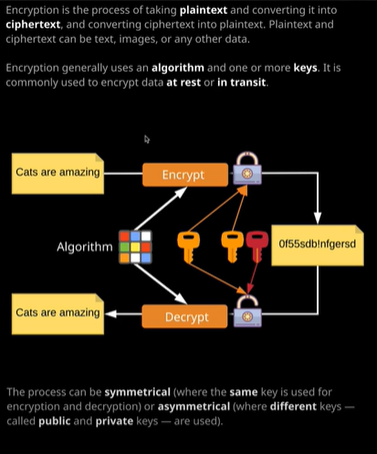 Encryption is the process of taking plaintext and converting it into
ciphertext, and converting ciphertext into plaintext. Plaintext and
ciphertext can be text, images, or any other data.
Encryption generally uses an algorithm and one or more keys. It is
commonly used to encrypt data at rest or in transit.
Cats are amazing
Encrypt
Algorithm
0f55sdb!nfgersd
Cats are amazing
Decrypt
The process can be symmetrical (where the same key is used for
encryption and decryption) or asymmetrical (where different keys —
called public and private keys — are used).